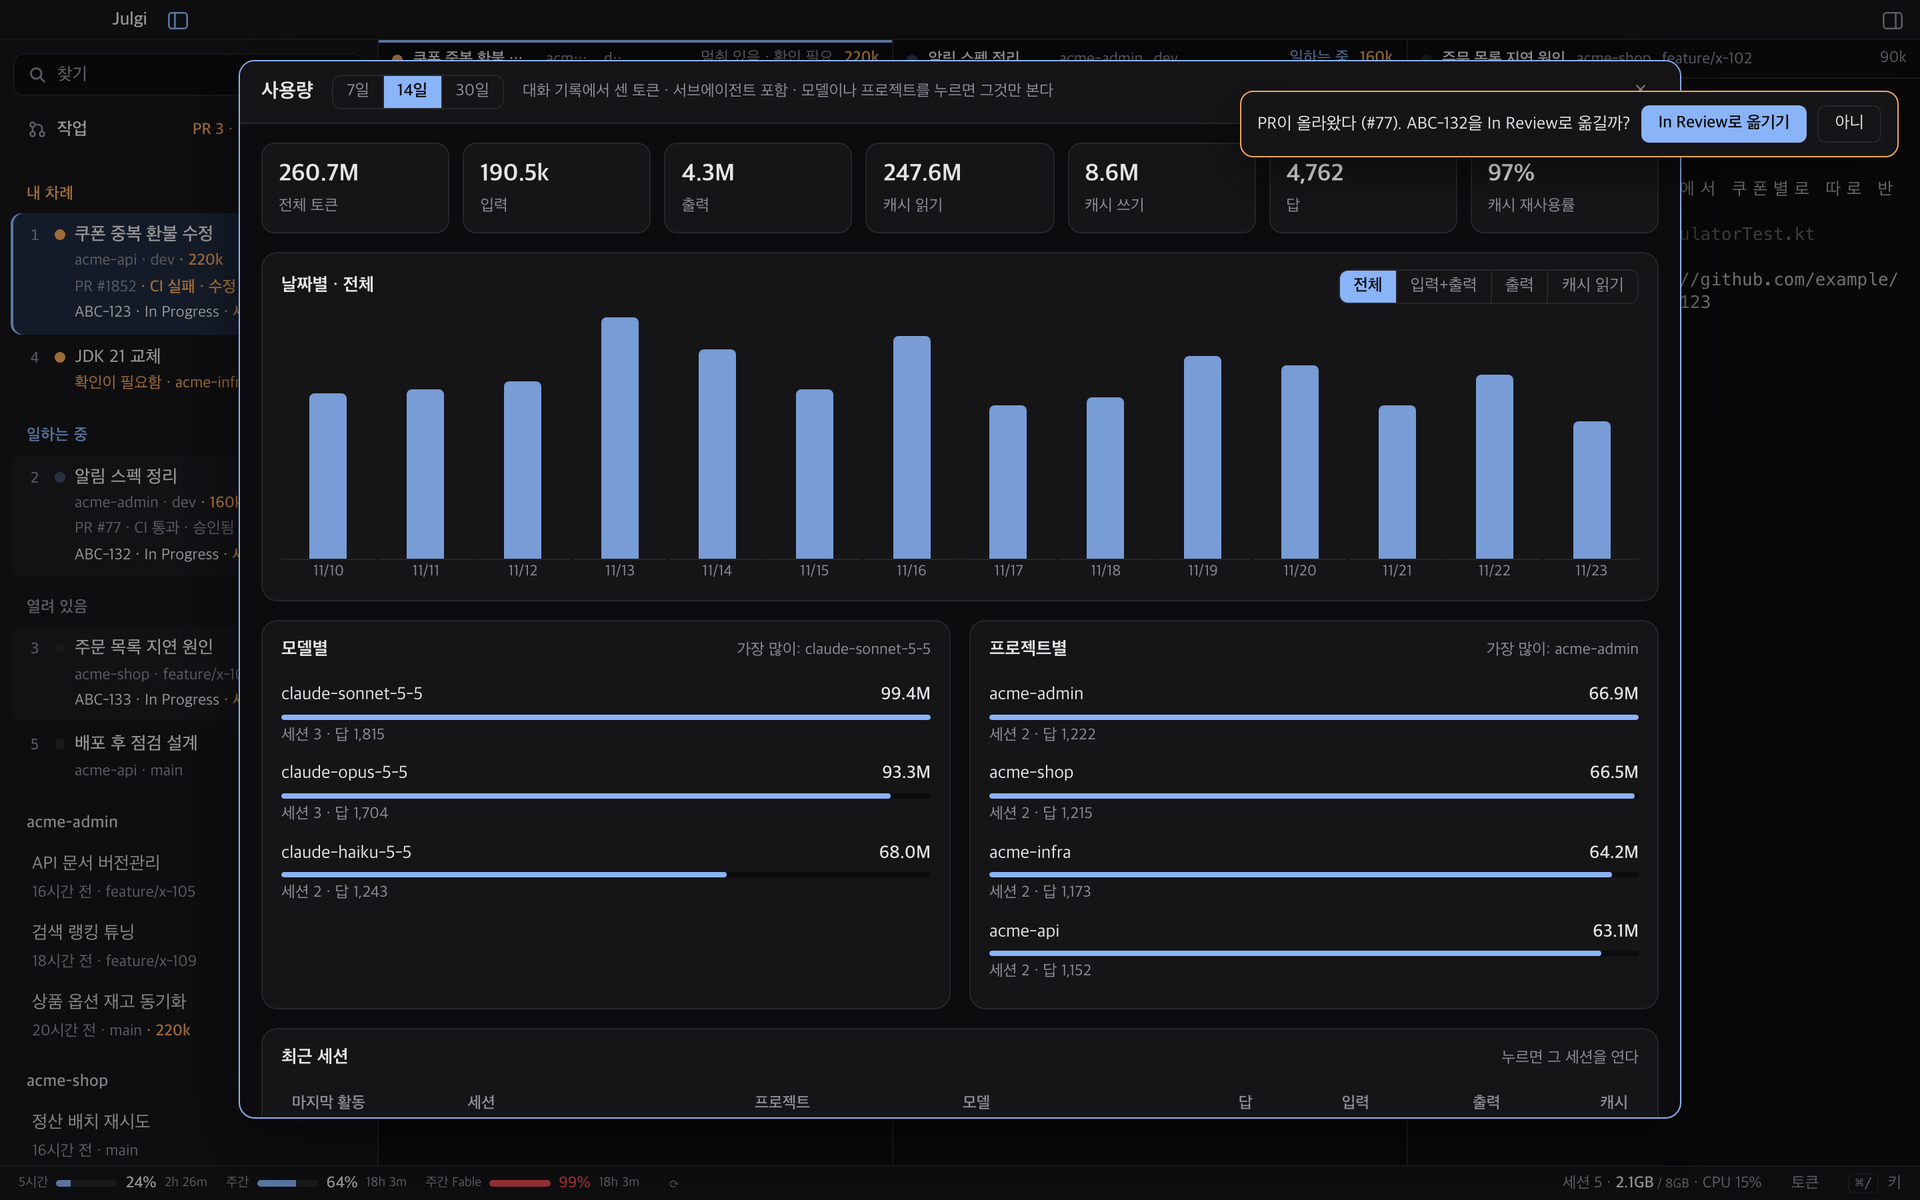 Julgi
찾기
작업 PR 3 ·
내 차례
1 쿠폰 중복 환불 수정
acme-api · dev · 220k
PR #1852 · CI 실패 · 수정
ABC-123 · In Progress ·
4 JDK 21 교체
확인이 필요함 · acme-infr
일하는 중
2 알림 스펙 정리
acme-admin · dev · 160k
PR #77 · CI 통과 · 승인됨
ABC-132 · In Progress ·
열려 있음
3 주문 목록 지연 원인
acme-shop · feature/x-10
ABC-133 · In Progress ·
5 배포 후 점검 설계
acme-api · main
acme-admin
API 문서 버전관리
16시간 전 · feature/x-105
검색 랭킹 튜닝
18시간 전 · feature/x-109
상품 옵션 재고 동기화
20시간 전 · main · 220k
acme-shop
정산 배치 재시도
16시간 전 · main
쿠폰 중복 환불 ··· acm··· d·· 멈춰 있음 · 확인 필요 220k
알림 스펙 정리 acme-admin dev 일하는 중 160k
주문 목록 지연 원인 acme-shop feature/x-102 90k
사용량 7일 14일 30일 대화 기록에서 센 토큰 · 서브에이전트 포함 · 모델이나 프로젝트를 누르면 그것만 본다 ×
PR이 올라왔다 (#77). ABC-132을 In Review로 옮길까? In Review로 옮기기 아니
260.7M
전체 토큰
190.5k
입력
4.3M
출력
247.6M
캐시 읽기
8.6M
캐시 쓰기
4,762
답
97%
캐시 재사용률
에서 쿠폰별로 따로 반
ulatorTest.kt
//github.com/example/
123
날짜별 · 전체 전체 입력+출력 출력 캐시 읽기
11/10 11/11 11/12 11/13 11/14 11/15 11/16 11/17 11/18 11/19 11/20 11/21 11/22 11/23
모델별 가장 많이: claude-sonnet-5-5
claude-sonnet-5-5 99.4M
세션 3 · 답 1,815
claude-opus-5-5 93.3M
세션 3 · 답 1,704
claude-haiku-5-5 68.0M
세션 2 · 답 1,243
프로젝트별 가장 많이: acme-admin
acme-admin 66.9M
세션 2 · 답 1,222
acme-shop 66.5M
세션 2 · 답 1,215
acme-infra 64.2M
세션 2 · 답 1,173
acme-api 63.1M
세션 2 · 답 1,152
최근 세션 누르면 그 세션을 연다
마지막 활동 세션 프로젝트 모델 답 입력 출력 캐시
5시간 24% 2h 26m 주간 64% 18h 3m 주간 Fable 99% 18h 3m
세션 5 · 2.1GB / 8GB · CPU 15% 토큰 ⌘/ 키